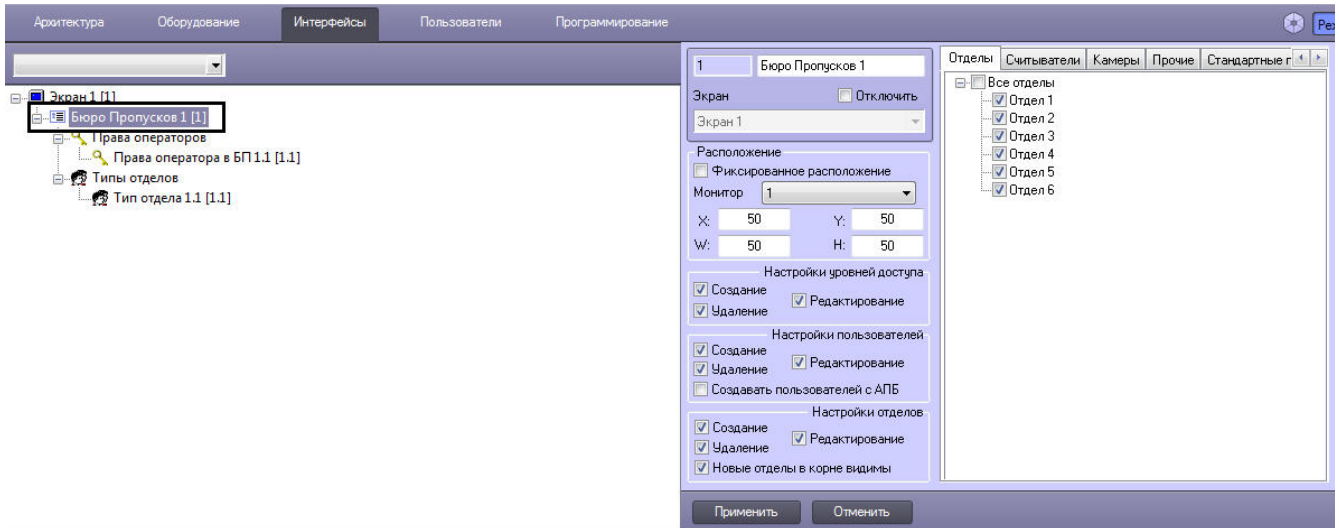 Архитектура Оборудование Интерфейсы Пользователи Программирование
Экран 1 [1]
Бюро Пропусков 1 [1]
Права операторов
Права оператора в БП 1.1 [1.1]
Типы отделов
Тип отдела 1.1 [1.1]
1 Бюро Пропусков 1
Экран Отключить
Экран 1
Расположение
Фиксированное расположение
Монитор 1
X: 50 Y: 50
W: 50 H: 50
Настройки уровней доступа
Создание
Редактирование
Удаление
Настройки пользователей
Создание
Редактирование
Удаление
Создавать пользователей с АПБ
Настройки отделов
Создание
Редактирование
Удаление
Новые отделы в корне видимы
Применить Отменить
Отделы Считыватели Камеры Прочие Стандартные
Все отделы
Отдел 1
Отдел 2
Отдел 3
Отдел 4
Отдел 5
Отдел 6